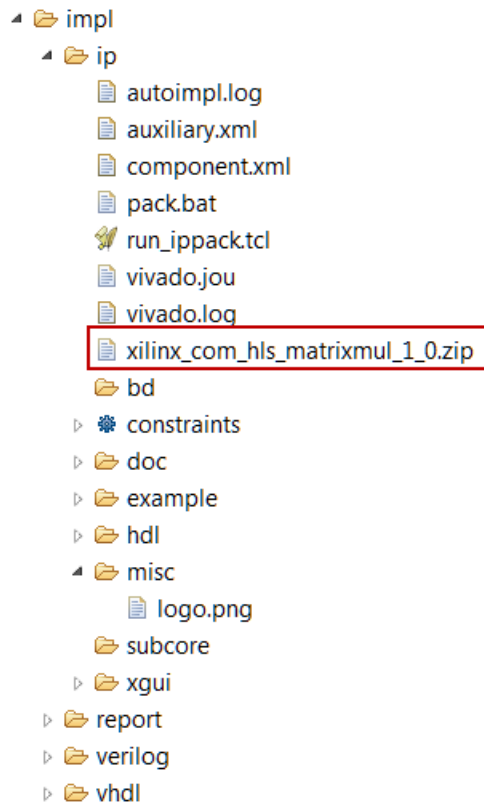 impl
ip
autoimpl.log
auxiliary.xml
component.xml
pack.bat
run_ippack.tcl
vivado.jou
vivado.log
xilinx_com_hls_matrixmul_1_0.zip
bd
constraints
doc
example
hdl
misc
logo.png
subcore
xgui
report
verilog
vhdl